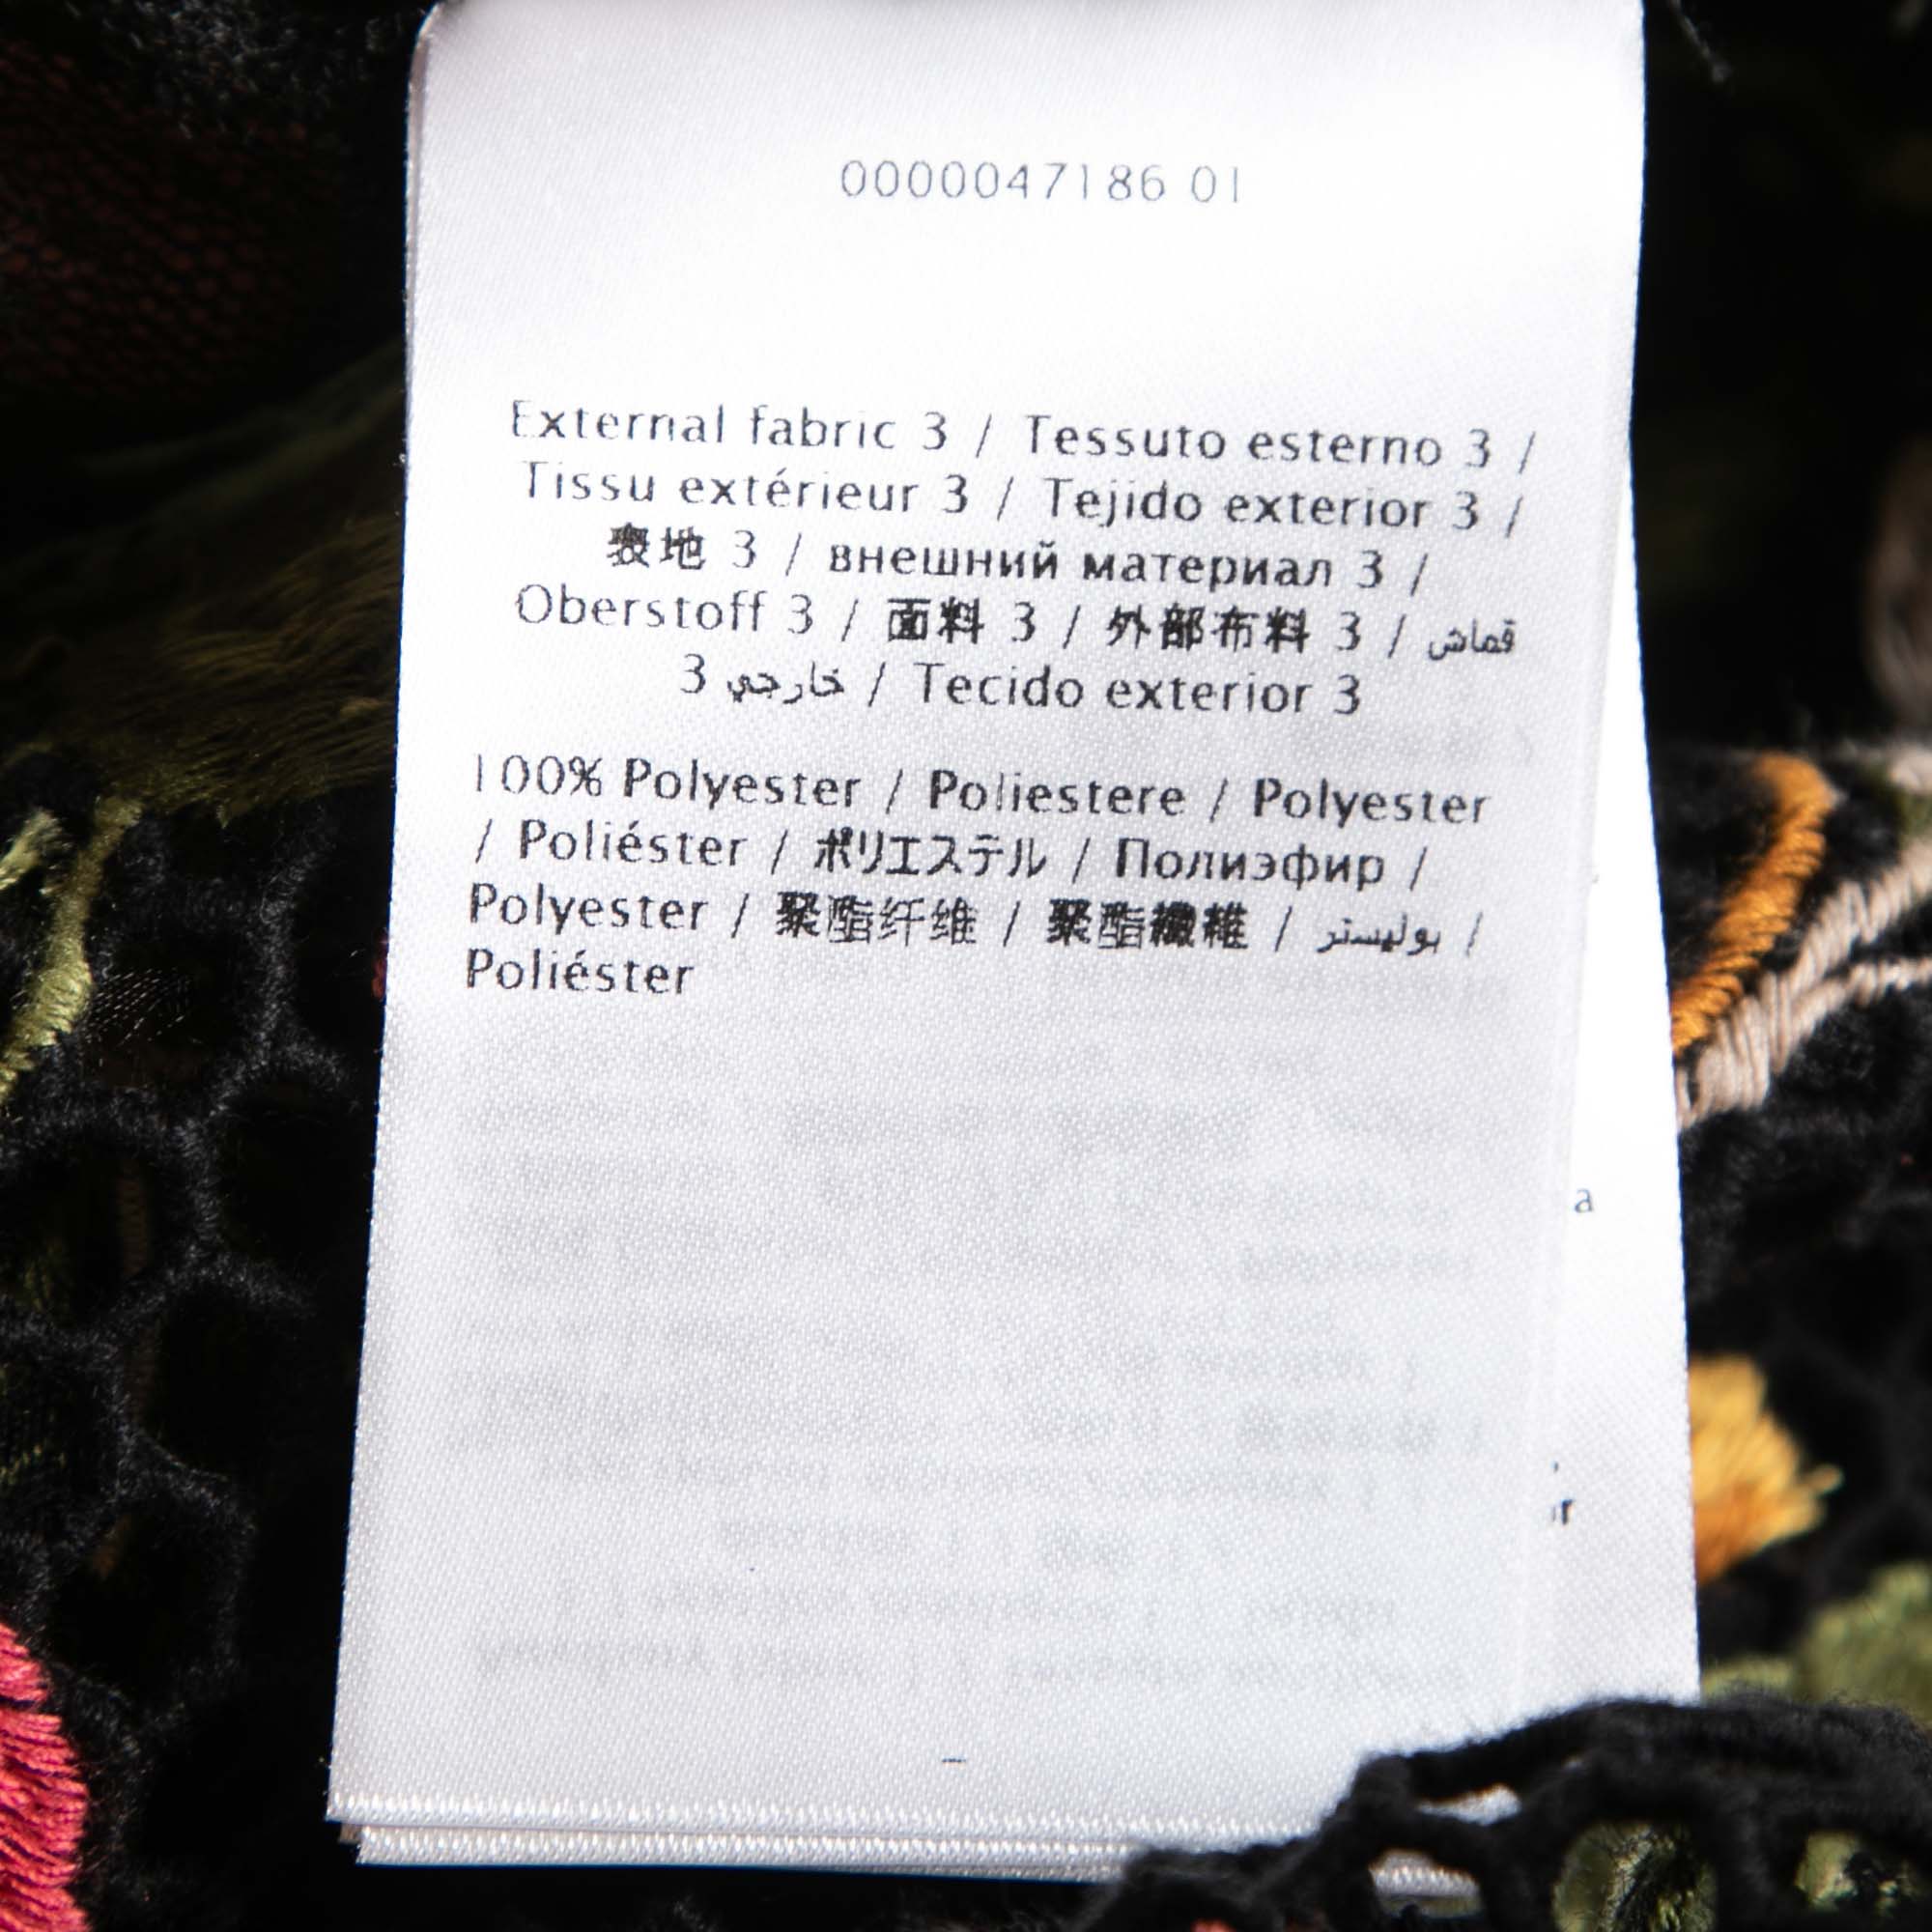 0000047186 01
External fabric 3 / Tessuto esterno 3 /
Tissu extérieur 3 / Tejido exterior 3 /
表地 3 / внешний материал 3 /
Oberstoff 3 / 面料 3 / 外部布料 3 / قماش
خارجي 3 / Tecido exterior 3
100% Polyester / Poliestere / Polyester
/ Poliéster / ポリエステル / Полиэфир /
Polyester / 聚酯纤维 / 聚酯纖維 / بوليستر /
Poliéster